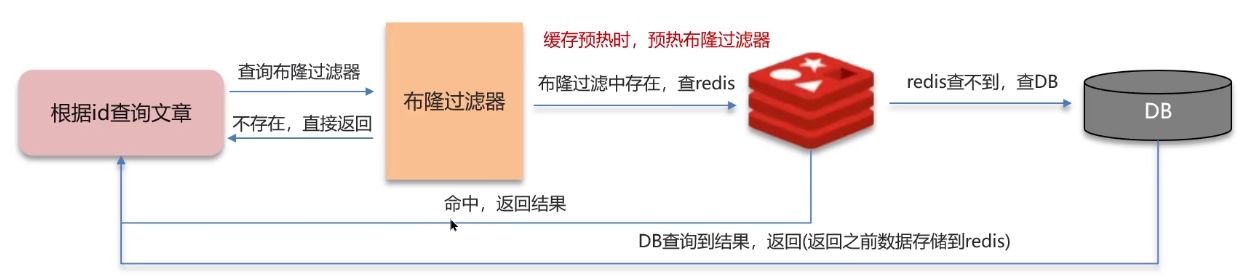 缓存预热时，预热布隆过滤器
查询布隆过滤器
布隆过滤中存在，查redis
redis查不到，查DB
根据id查询文章
布隆过滤器
DB
不存在，直接返回
命中，返回结果
DB查询到结果，返回(返回之前数据存储到redis)